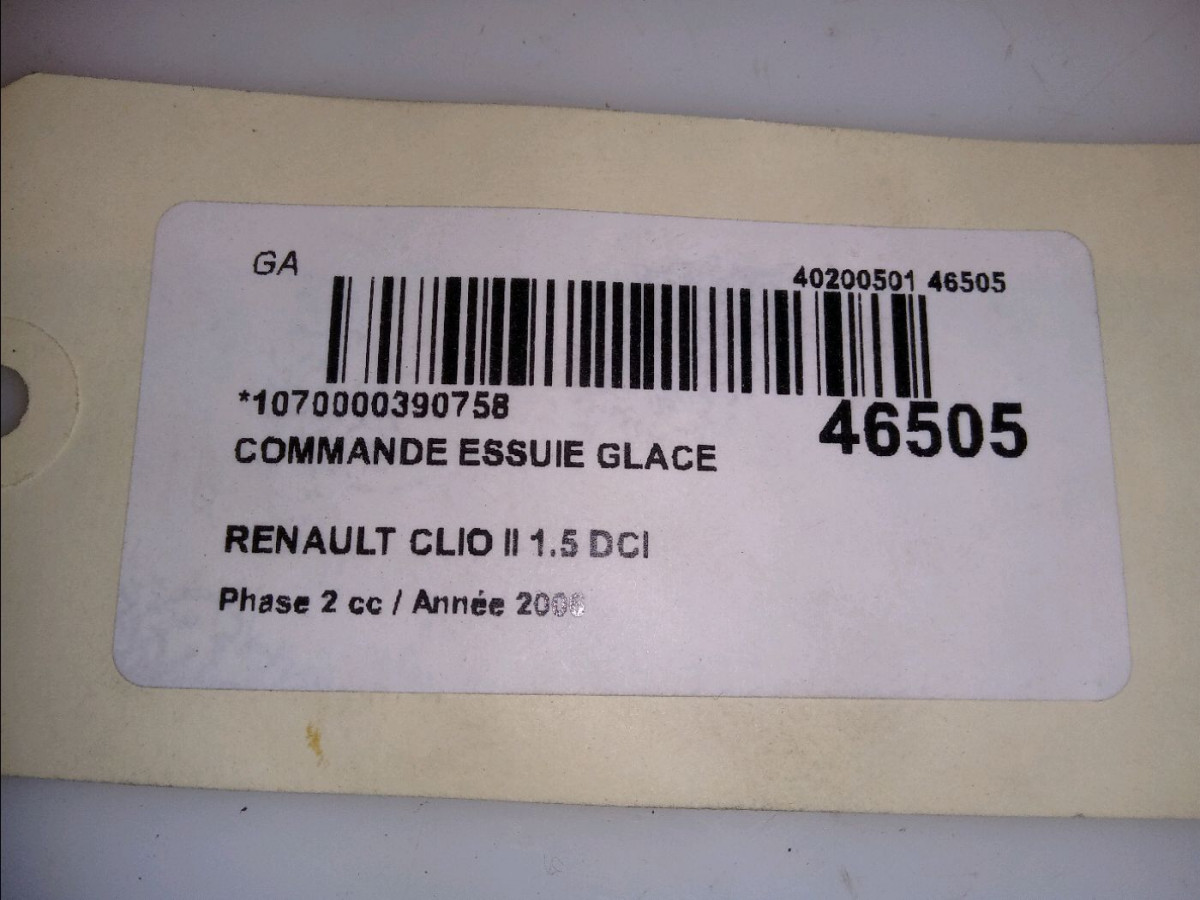 GA
40200501 46505
*1070000390758
46505
COMMANDE ESSUIE GLACE
RENAULT CLIO II 1.5 DCI
Phase 2 cc / Année